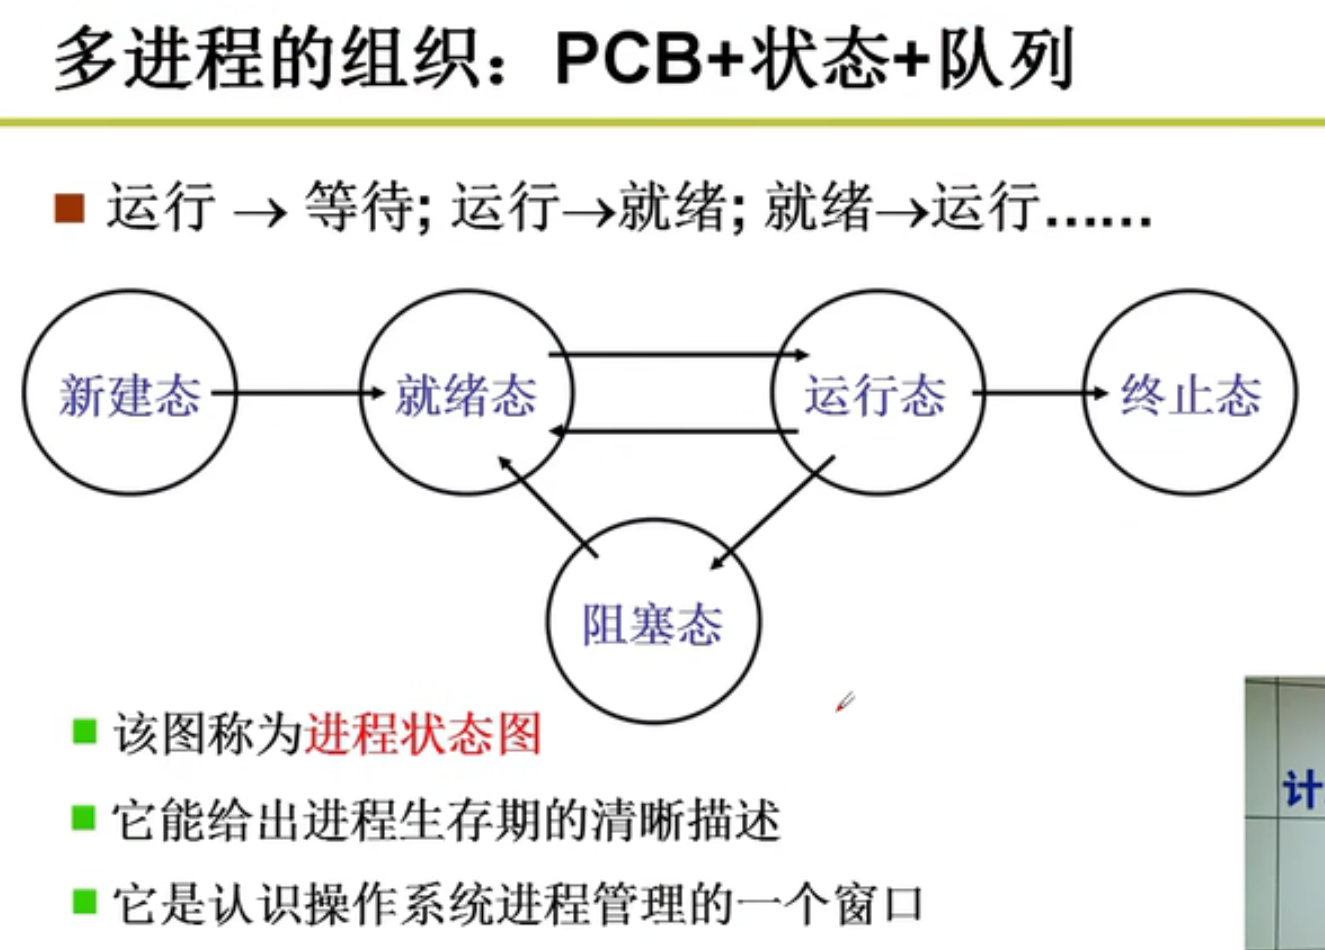 多进程的组织：PCB+状态+队列
运行 → 等待; 运行→就绪; 就绪→运行……
新建态
就绪态
运行态
终止态
阻塞态
该图称为进程状态图
它能给出进程生存期的清晰描述
计
它是认识操作系统进程管理的一个窗口